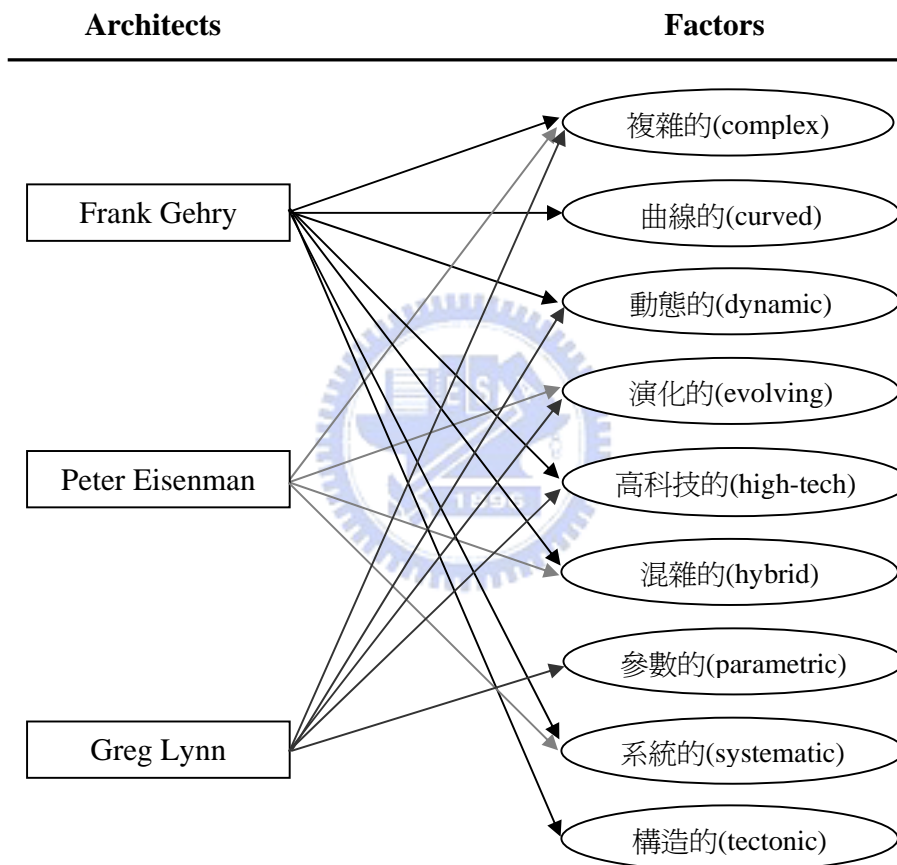 Architects Factors
複雜的(complex)
Frank Gehry 曲線的(curved)
動態的(dynamic)
演化的(evolving)
Peter Eisenman 高科技的(high-tech)
1896
混雜的(hybrid)
參數的(parametric)
Greg Lynn 系統的(systematic)
構造的(tectonic)